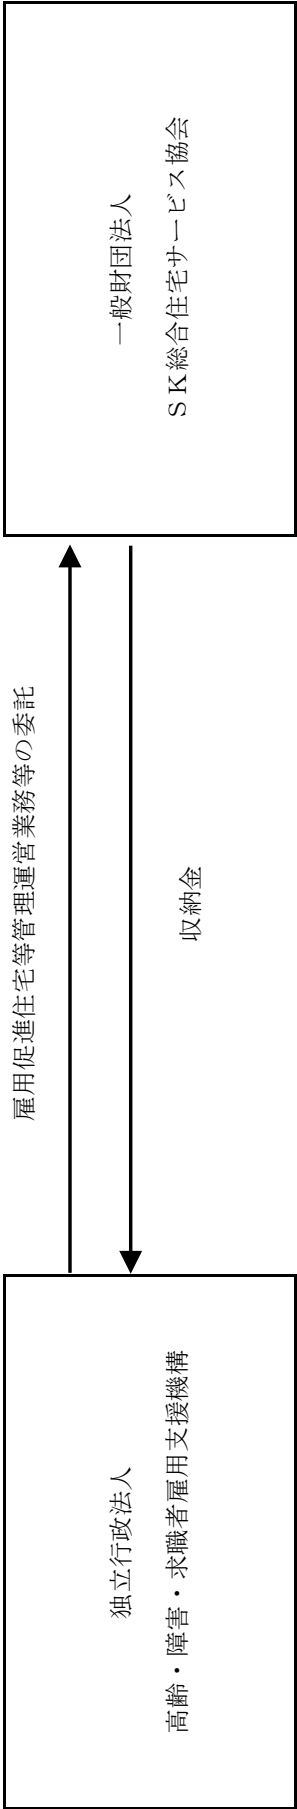 独立行政法人
高齢・障害・求職者雇用支援機構
雇用促進住宅等管理運営業務等の委託
収納金
一般財団法人
ＳＫ総合住宅サービス協会